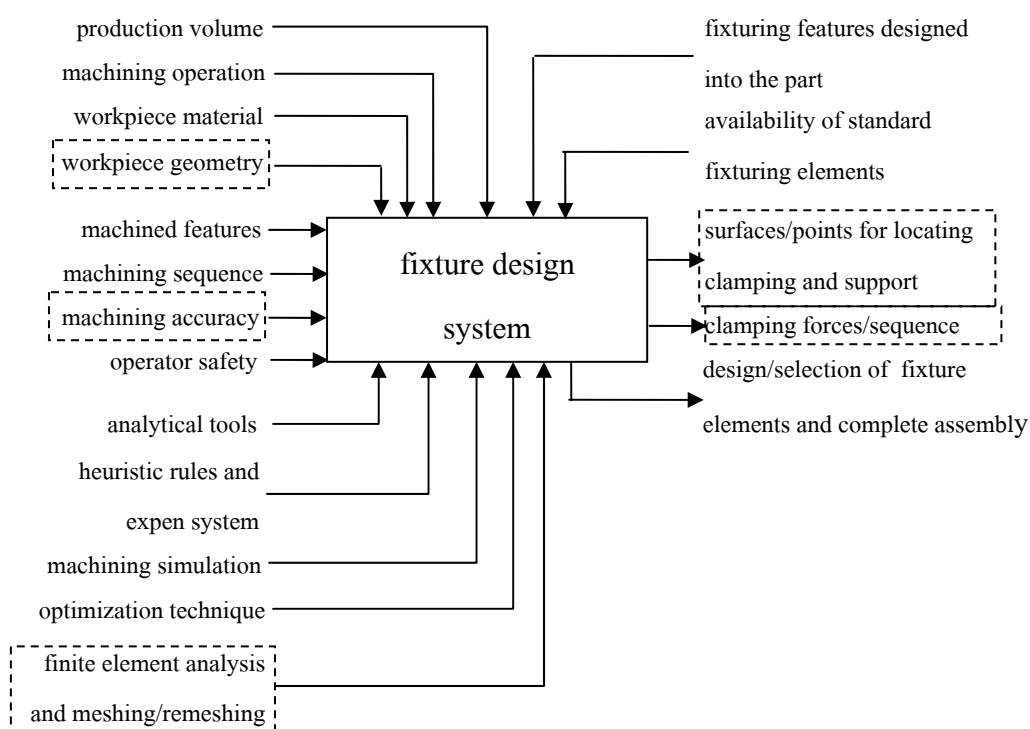 production volume
machining operation
workpiece material
workpiece geometry
machined features
machining sequence
machining accuracy
operator safety
analytical tools
heuristic rules and
expen system
machining simulation
optimization technique
finite element analysis
and meshing/remeshing
fixture design
system
fixturing features designed
into the part
availability of standard
fixturing elements
surfaces/points for locating
clamping and support
clamping forces/sequence
design/selection of fixture
elements and complete assembly